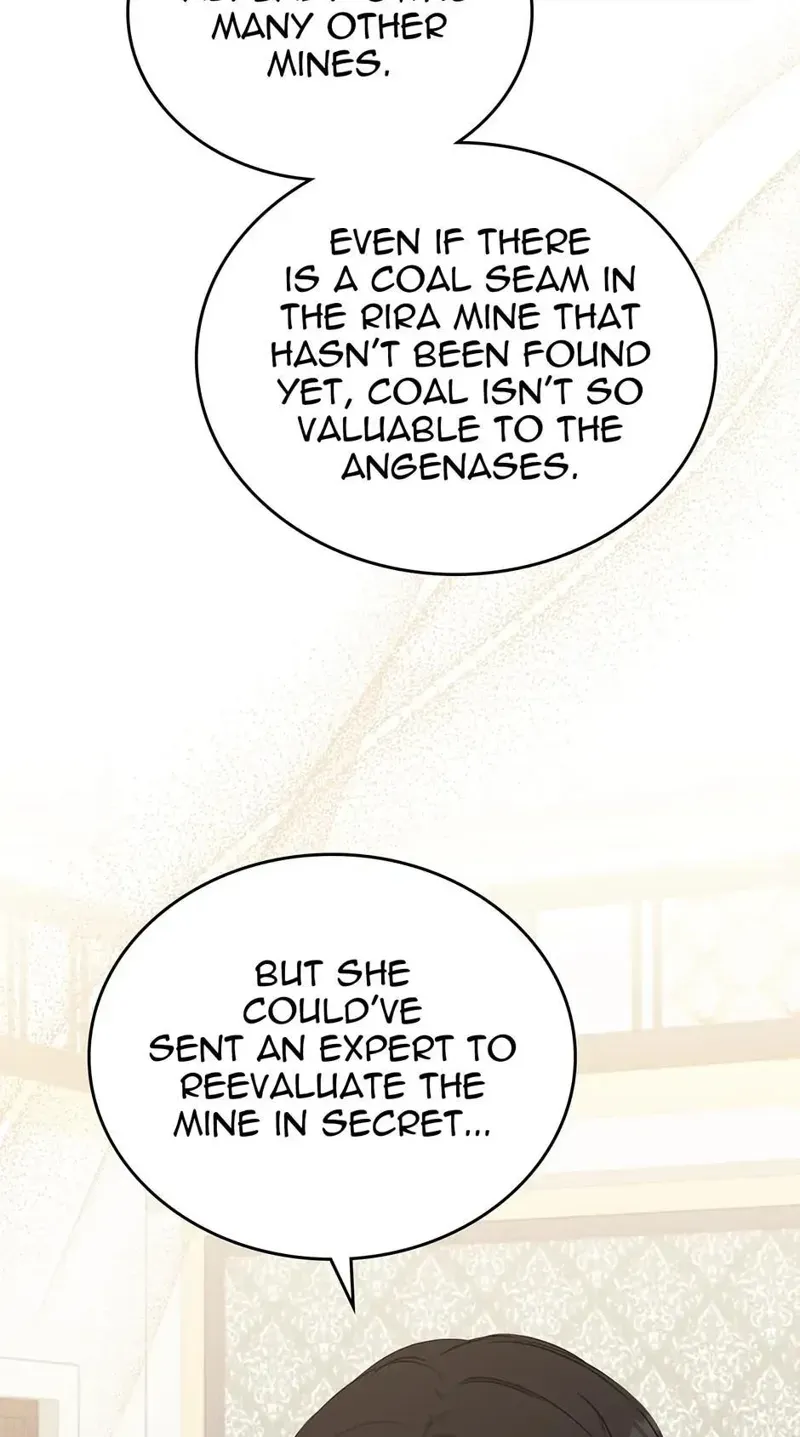 MANY OTHER
MINES.
EVEN IF THERE
IS A COAL SEAM IN
THE RIRA MINE THAT
HASN'T BEEN FOUND
YET, COAL ISN'T SO
VALUABLE TO THE
ANGENASES.
BUT SHE
COULD'VE
SENT AN EXPERT TO
REEVALUATE THE
MINE IN SECRET...